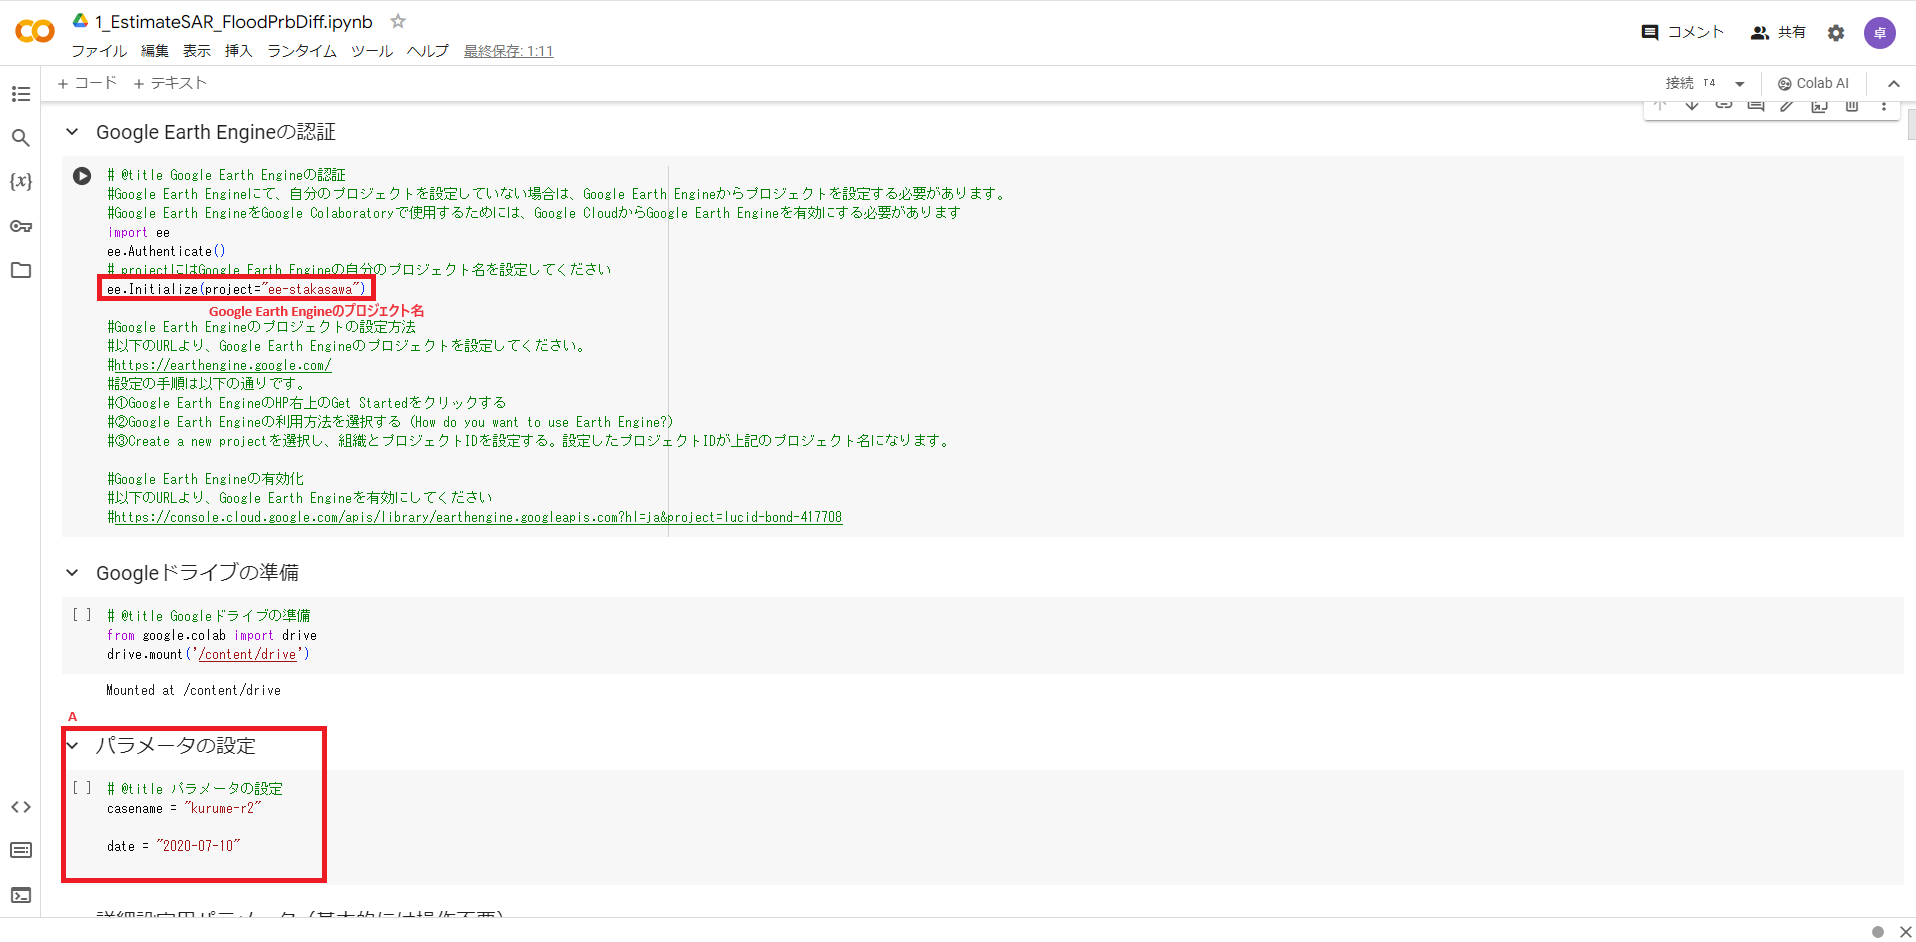 1_EstimateSAR_FloodPrbDiff.ipynb
ファイル 編集 表示 挿入 ランタイム ツール ヘルプ 最終保存: 1:11
コメント 共有 卓
+ コード + テキスト
接続 T4 Colab AI
Google Earth Engineの認証
# @title Google Earth Engineの認証
#Google Earth Engineにて、自分のプロジェクトを設定していない場合は、Google Earth Engineからプロジェクトを設定する必要があります。
#Google Earth EngineをGoogle Colaboratoryで使用するためには、Google CloudからGoogle Earth Engineを有効にする必要があります
import ee
ee.Authenticate()
# projectにはGoogle Earth Engineの自分のプロジェクト名を設定してください
ee.Initialize(project="ee-stakasawa")
Google Earth Engineのプロジェクト名
#Google Earth Engineのプロジェクトの設定方法
#以下のURLより、Google Earth Engineのプロジェクトを設定してください。
#https://earthengine.google.com/
#設定の手順は以下の通りです。
#①Google Earth EngineのHP右上のGet Startedをクリックする
#②Google Earth Engineの利用方法を選択する（How do you want to use Earth Engine?）
#③Create a new projectを選択し、組織とプロジェクトIDを設定する。設定したプロジェクトIDが上記のプロジェクト名になります。
#Google Earth Engineの有効化
#以下のURLより、Google Earth Engineを有効にしてください
#https://console.cloud.google.com/apis/library/earthengine.googleapis.com?hl=ja&project=lucid-bond-417708
Googleドライブの準備
[ ] # @title Googleドライブの準備
from google.colab import drive
drive.mount('/content/drive')
Mounted at /content/drive
A
パラメータの設定
[ ] # @title パラメータの設定
casename = "kurume-r2"
date = "2020-07-10"
詳細設定用パラメータ（基本的には操作不要）